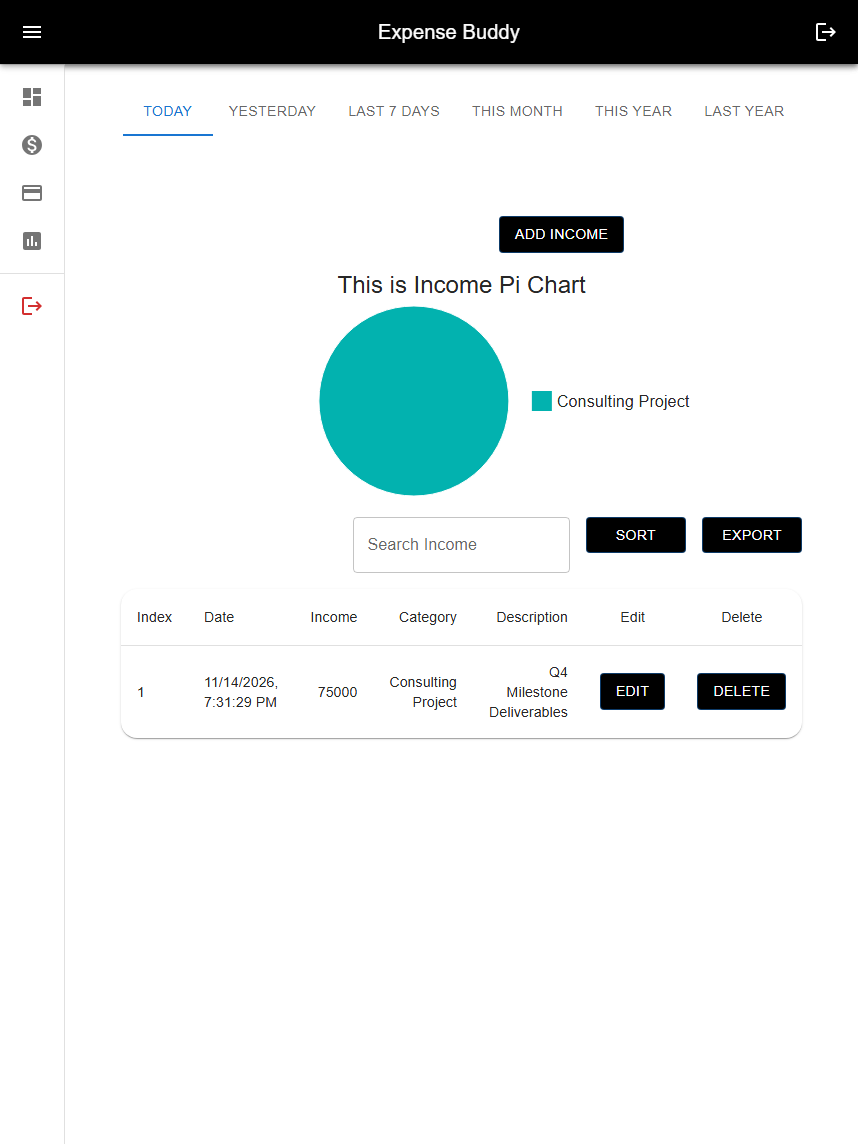 Expense Buddy
TODAY YESTERDAY LAST 7 DAYS THIS MONTH THIS YEAR LAST YEAR
ADD INCOME
This is Income Pi Chart
Consulting Project
Search Income
SORT
EXPORT
Index Date Income Category Description Edit Delete
1
11/14/2026,
7:31:29 PM
75000
Consulting
Project
Q4
Milestone
Deliverables
EDIT
DELETE